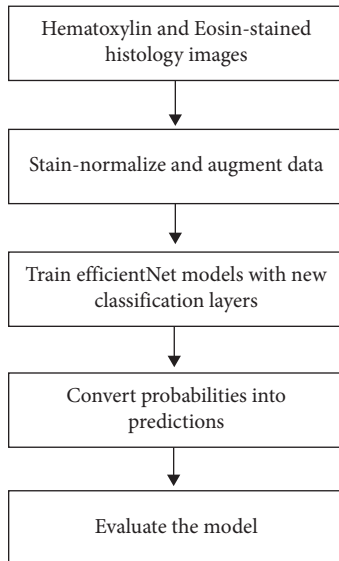 Hematoxylin and Eosin-stained
histology images
Stain-normalize and augment data
Train efficientNet models with new
classification layers
Convert probabilities into
predictions
Evaluate the model